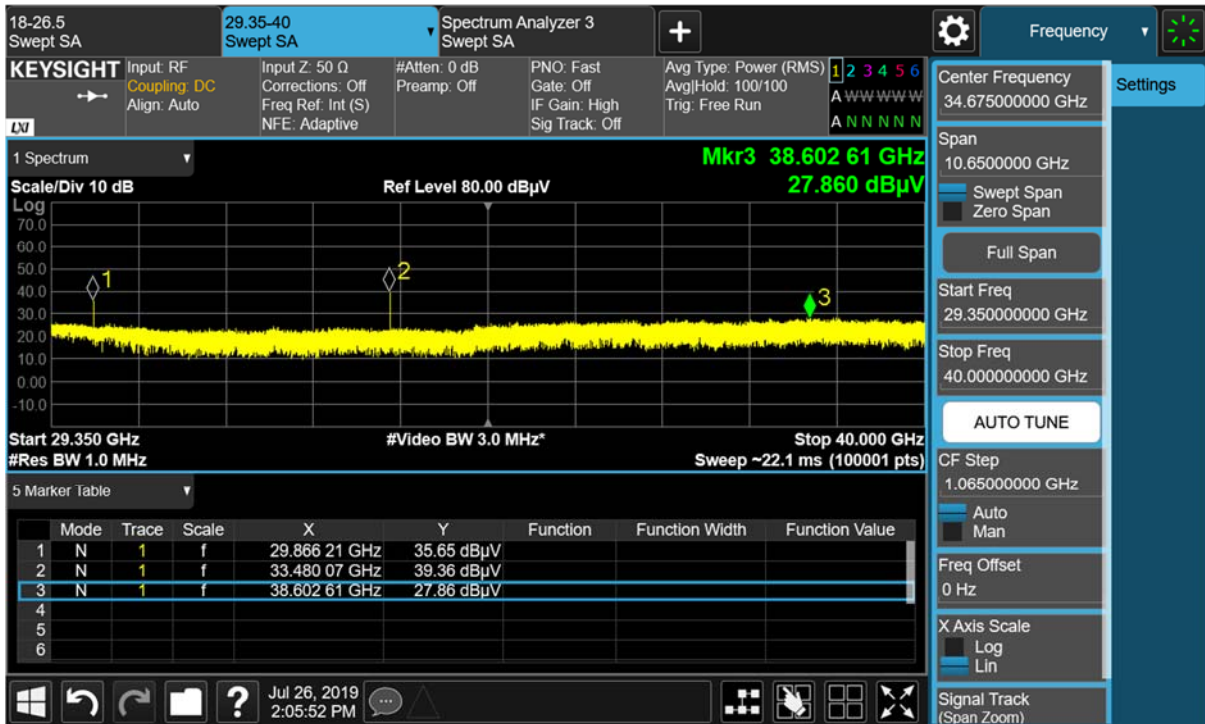 18-26.5
Swept SA
29.35-40
Swept SA
Spectrum Analyzer 3
Swept SA
Frequency
KEYSIGHT
LXI
Input: RF
Coupling: DC
Align: Auto
Input Z: 50 Ω
Corrections: Off
Freq Ref: Int (S)
NFE: Adaptive
#Atten: 0 dB
Preamp: Off
PNO: Fast
Gate: Off
IF Gain: High
Sig Track: Off
Avg Type: Power (RMS)
Avg|Hold: 100/100
Trig: Free Run
1 2 3 4 5 6
A W W W W W
A N N N N N
1 Spectrum
Scale/Div 10 dB
Ref Level 80.00 dBµV
Mkr3 38.602 61 GHz
27.860 dBµV
Log
70.0
60.0
50.0
40.0
30.0
20.0
10.0
0.00
-10.0
1
2
3
Start 29.350 GHz
#Video BW 3.0 MHz*
Stop 40.000 GHz
#Res BW 1.0 MHz
Sweep ~22.1 ms (100001 pts)
5 Marker Table
Mode Trace Scale X Y Function Function Width Function Value
1 N 1 f 29.866 21 GHz 35.65 dBµV
2 N 1 f 33.480 07 GHz 39.36 dBµV
3 N 1 f 38.602 61 GHz 27.86 dBµV
4
5
6
?
Jul 26, 2019
2:05:52 PM
Settings
Center Frequency
34.675000000 GHz
Span
10.6500000 GHz
Swept Span
Zero Span
Full Span
Start Freq
29.350000000 GHz
Stop Freq
40.000000000 GHz
AUTO TUNE
CF Step
1.065000000 GHz
Auto
Man
Freq Offset
0 Hz
X Axis Scale
Log
Lin
Signal Track
(Span Zoom)